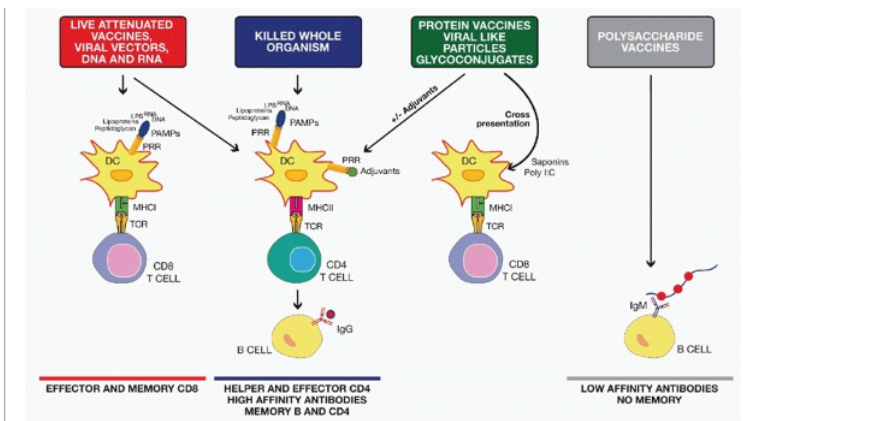 LIVE ATTENUATED
VACCINES,
VIRAL VECTORS,
DNA AND RNA
KILLED WHOLE
ORGANISM
PROTEIN VACCINES
VIRAL LIKE
PARTICLES
GLYCOCONJUGATES
POLYSACCHARIDE
VACCINES
LPS RNA DNA
Lipoproteins
Peptidoglycan
PAMPs
PRR
DC
MHCI
TCR
CD8
T CELL
LPS RNA DNA
Lipoproteins
Peptidoglycan
PAMPs
PRR
DC
PRR
Adjuvants
MHCII
TCR
CD4
T CELL
IgG
B CELL
+/- Adjuvants
Cross
presentation
DC
Saponins
Poly I:C
MHCI
TCR
CD8
T CELL
IgM
B CELL
EFFECTOR AND MEMORY CD8
HELPER AND EFFECTOR CD4
HIGH AFFINITY ANTIBODIES
MEMORY B AND CD4
LOW AFFINITY ANTIBODIES
NO MEMORY